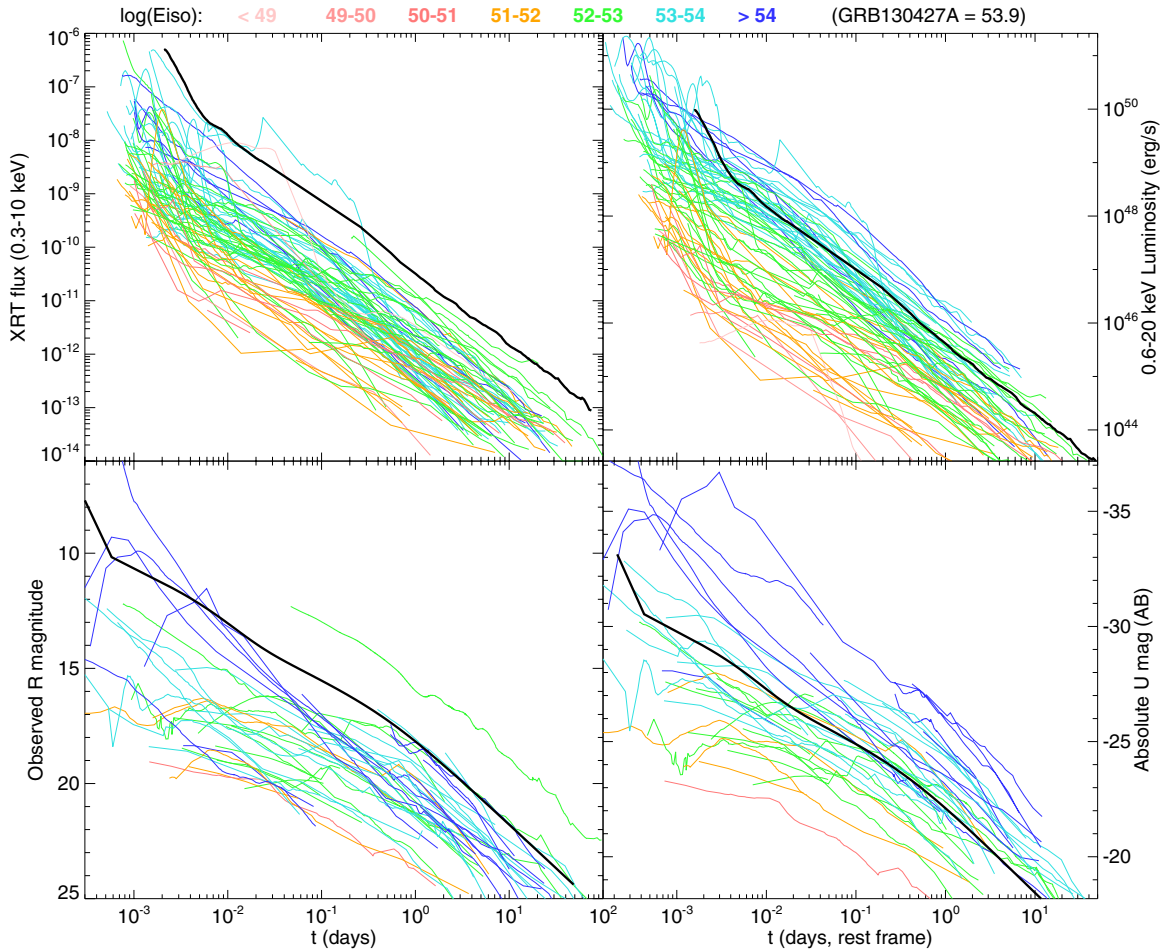 log(Eiso): < 49 49-50 50-51 51-52 52-53 53-54 > 54 (GRB130427A = 53.9)
10^-6
10^-7
10^-8
10^-9
10^-10
10^-11
10^-12
10^-13
10^-14
XRT flux (0.3-10 keV)
10^50
10^48
10^46
10^44
0.6-20 keV Luminosity (erg/s)
10
15
20
25
Observed R magnitude
-35
-30
-25
-20
Absolute U mag (AB)
10^-3 10^-2 10^-1 10^0 10^1 10^2
t (days)
10^-3 10^-2 10^-1 10^0 10^1
t (days, rest frame)